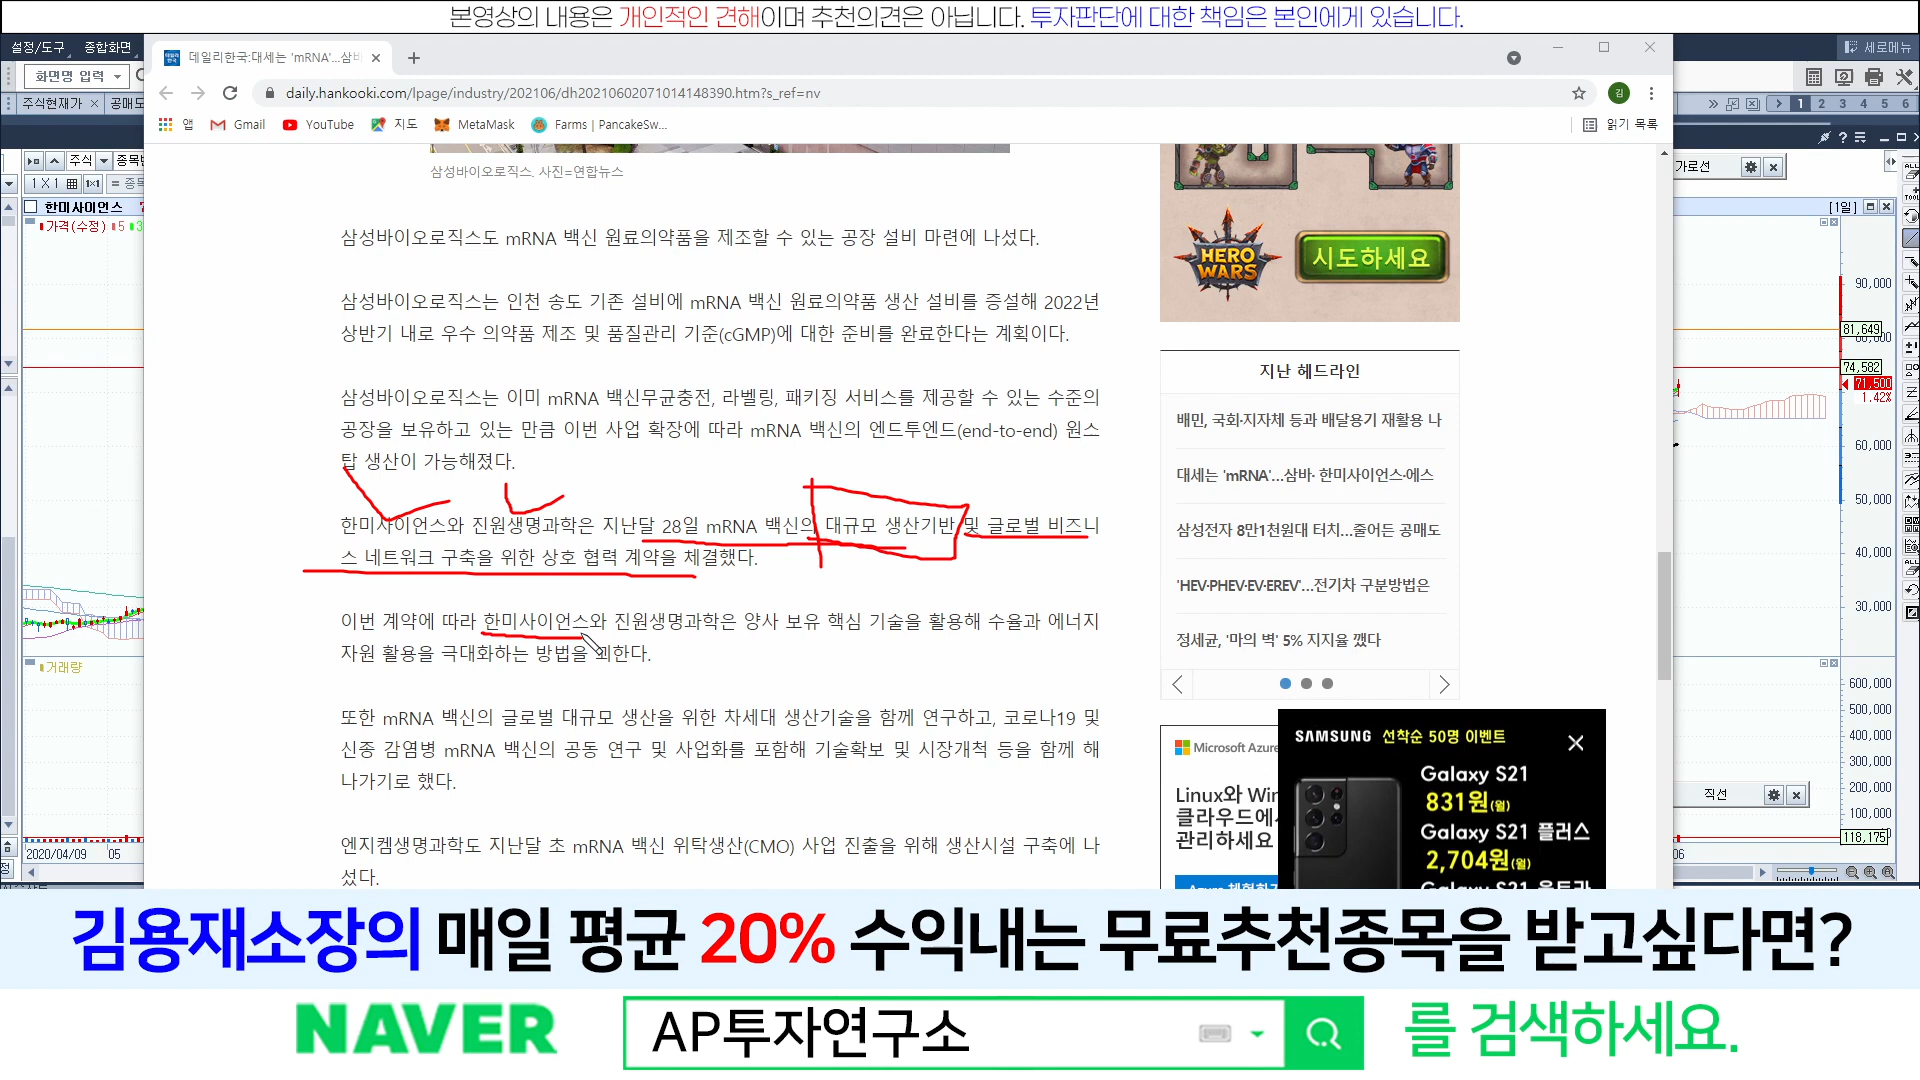 본영상의 내용은 개인적인 견해이며 추천의견은 아닙니다. 투자판단에 대한 책임은 본인에게 있습니다.
설정/도구 종합화면
세로메뉴
데일리한국:대세는 'mRNA'...삼바
화면명 입력
주식현재가
공매도
daily.hankooki.com/lpage/industry/202106/dh20210602071014148390.htm?s_ref=nv
김
1 2 3 4 5 6
앱 Gmail YouTube 지도 MetaMask Farms | PancakeSw...
읽기 목록
주식 종목
1 X 1
한미사이언스
가격(수정) 5
가로선
[1일]
삼성바이오로직스. 사진=연합뉴스
삼성바이오로직스도 mRNA 백신 원료의약품을 제조할 수 있는 공장 설비 마련에 나섰다.
삼성바이오로직스는 인천 송도 기존 설비에 mRNA 백신 원료의약품 생산 설비를 증설해 2022년
상반기 내로 우수 의약품 제조 및 품질관리 기준(cGMP)에 대한 준비를 완료한다는 계획이다.
삼성바이오로직스는 이미 mRNA 백신무균충전, 라벨링, 패키징 서비스를 제공할 수 있는 수준의
공장을 보유하고 있는 만큼 이번 사업 확장에 따라 mRNA 백신의 엔드투엔드(end-to-end) 원스
탑 생산이 가능해졌다.
한미사이언스와 진원생명과학은 지난달 28일 mRNA 백신의 대규모 생산기반 및 글로벌 비즈니
스 네트워크 구축을 위한 상호 협력 계약을 체결했다.
이번 계약에 따라 한미사이언스와 진원생명과학은 양사 보유 핵심 기술을 활용해 수율과 에너지
자원 활용을 극대화하는 방법을 꾀한다.
또한 mRNA 백신의 글로벌 대규모 생산을 위한 차세대 생산기술을 함께 연구하고, 코로나19 및
신종 감염병 mRNA 백신의 공동 연구 및 사업화를 포함해 기술확보 및 시장개척 등을 함께 해
나가기로 했다.
엔지켐생명과학도 지난달 초 mRNA 백신 위탁생산(CMO) 사업 진출을 위해 생산시설 구축에 나
섰다.
HERO
WARS
시도하세요
지난 헤드라인
배민, 국회·지자체 등과 배달용기 재활용 나
대세는 'mRNA'...삼바· 한미사이언스·에스
삼성전자 8만1천원대 터치...줄어든 공매도
'HEV·PHEV·EV·EREV'...전기차 구분방법은
정세균, '마의 벽' 5% 지지율 깼다
Microsoft Azure
Linux와 Win
클라우드에서
관리하세요
SAMSUNG 선착순 50명 이벤트
Galaxy S21
831원(월)
Galaxy S21 플러스
2,704원(월)
90,000
81,649
74,582
71,500
1.42%
60,000
50,000
40,000
30,000
600,000
500,000
400,000
300,000
200,000
100,000
118,175
직선
거래량
2020/04/09 05
06
김용재소장의 매일 평균 20% 수익내는 무료추천종목을 받고싶다면?
NAVER AP투자연구소 를 검색하세요.